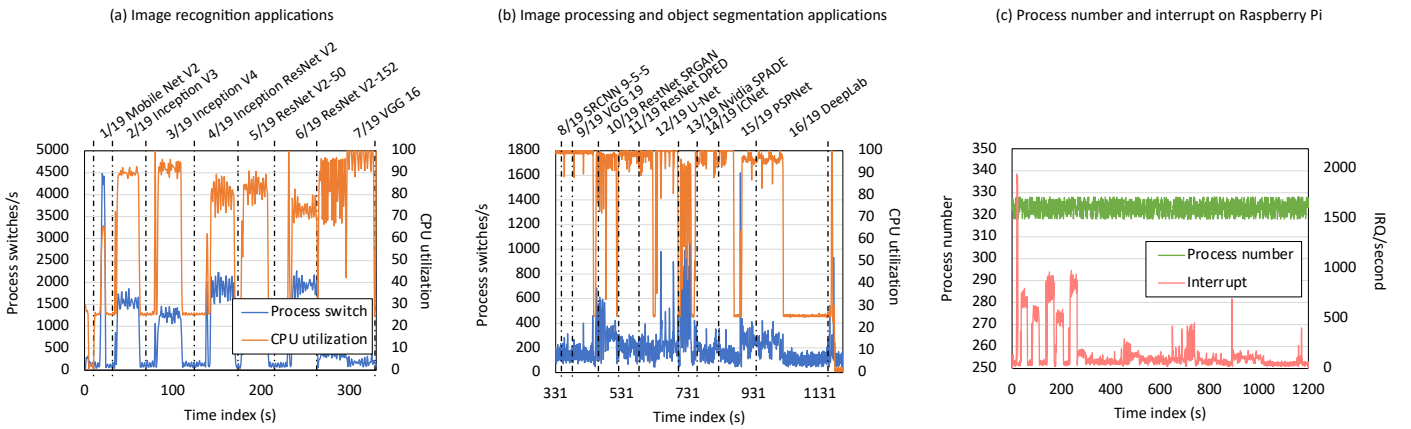 (a) Image recognition applications
1/19 Mobile Net V2
2/19 Inception V3
3/19 Inception V4
4/19 Inception ResNet V2
5/19 ResNet V2-50
6/19 ResNet V2-152
7/19 VGG 16
5000
4500
4000
3500
3000
2500
2000
1500
1000
500
0
Process switches/s
100
90
80
70
60
50
40
30
20
10
0
CPU utilization
Process switch
CPU utilization
0
100
200
300
Time index (s)
(b) Image processing and object segmentation applications
8/19 SRCNN 9-5-5
9/19 VGG 19
10/19 RestNet SRGAN
11/19 ResNet DPED
12/19 U-Net
13/19 Nvidia SPADE
14/19 ICNet
15/19 PSPNet
16/19 DeepLab
1800
1600
1400
1200
1000
800
600
400
200
0
Process switches/s
100
90
80
70
60
50
40
30
20
10
0
CPU utilization
331
531
731
931
1131
Time index (s)
(c) Process number and interrupt on Raspberry Pi
350
340
330
320
310
300
290
280
270
260
250
Process number
2000
1500
1000
500
0
IRQ/second
Process number
Interrupt
0
200
400
600
800
1000
1200
Time index (s)